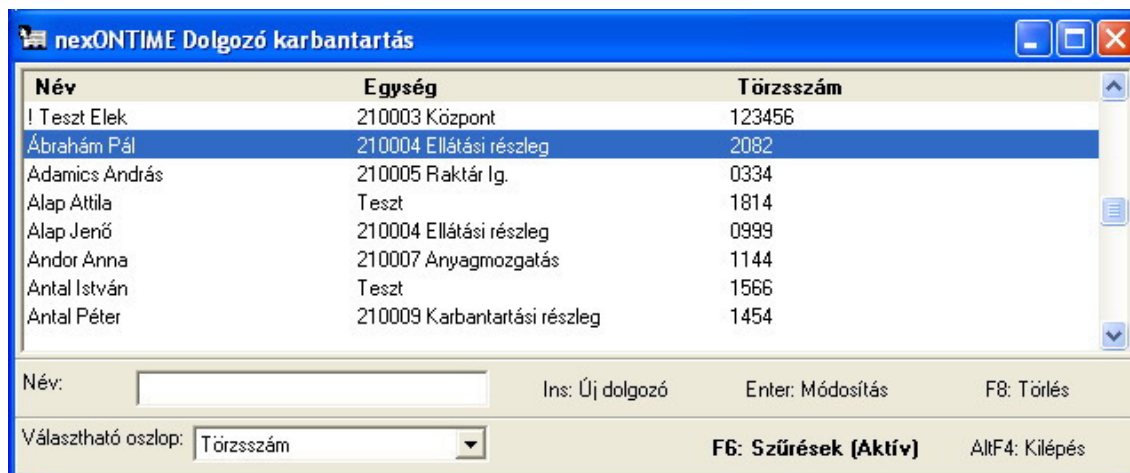 nexONTIME Dolgozó karbantartás
Név Egység Törzsszám
! Teszt Elek 210003 Központ 123456
Ábrahám Pál 210004 Ellátási részleg 2082
Adamics András 210005 Raktár Ig. 0334
Alap Attila Teszt 1814
Alap Jenő 210004 Ellátási részleg 0999
Andor Anna 210007 Anyagmozgatás 1144
Antal István Teszt 1566
Antal Péter 210009 Karbantartási részleg 1454
Név: Ins: Új dolgozó Enter: Módosítás F8: Törlés
Választható oszlop: Törzsszám F6: Szűrések (Aktív) AltF4: Kilépés